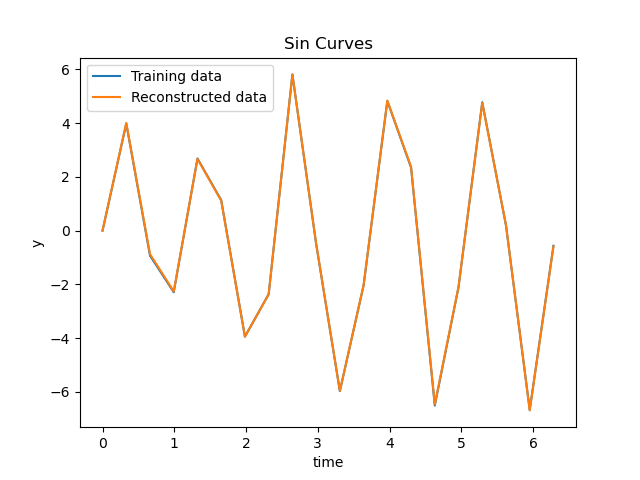 Sin Curves
Training data
Reconstructed data
y
6
4
2
0
−2
−4
−6
0 1 2 3 4 5 6
time